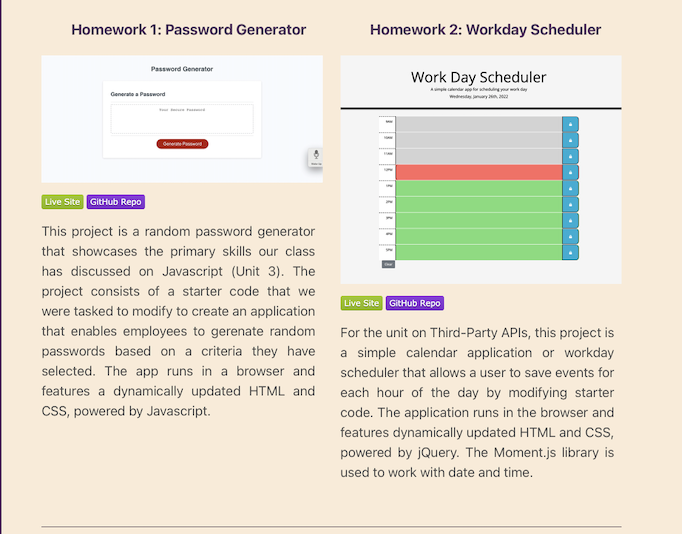 Homework 1: Password Generator
Password Generator
Generate a Password
Your Secure Password
Generate Password
Live Site GitHub Repo
This project is a random password generator
that showcases the primary skills our class
has discussed on Javascript (Unit 3). The
project consists of a starter code that we
were tasked to modify to create an application
that enables employees to gerenate random
passwords based on a criteria they have
selected. The app runs in a browser and
features a dynamically updated HTML and
CSS, powered by Javascript.
Homework 2: Workday Scheduler
Work Day Scheduler
A simple calendar app for scheduling your work day
Wednesday, January 26th, 2022
9AM
10AM
11AM
12PM
1PM
2PM
3PM
4PM
5PM
Live Site GitHub Repo
For the unit on Third-Party APIs, this project is
a simple calendar application or workday
scheduler that allows a user to save events for
each hour of the day by modifying starter
code. The application runs in the browser and
features dynamically updated HTML and CSS,
powered by jQuery. The Moment.js library is
used to work with date and time.